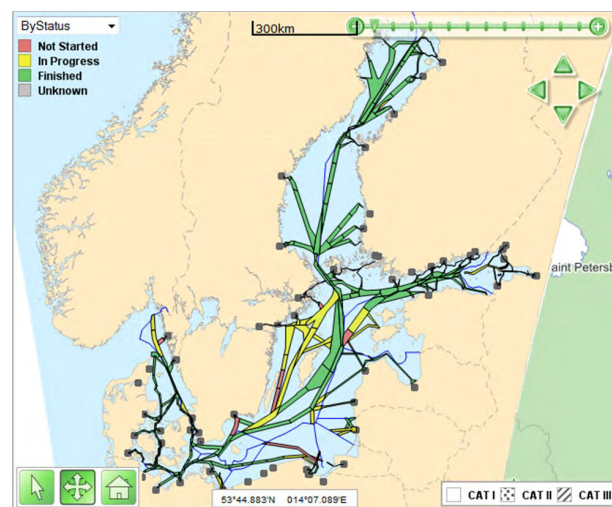 ByStatus
300km
Not Started
In Progress
Finished
Unknown
aint Petersb
53°44.883'N 014°07.089'E
CAT I CAT II CAT III